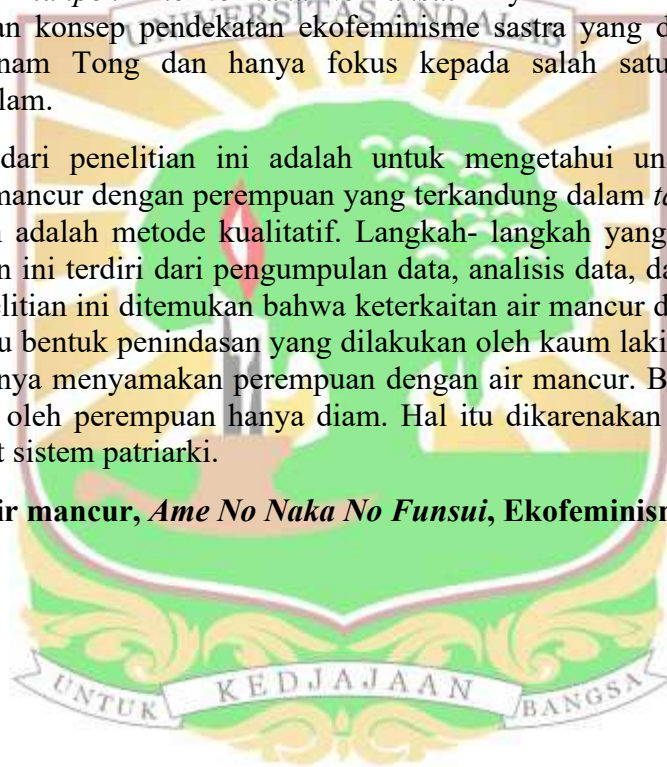 UNIVERSITAS ANDALAS
an konsep pendekatan ekofeminisme sastra yang d
nam Tong dan hanya fokus kepada salah satu
lam.
dari penelitian ini adalah untuk mengetahui un
mancur dengan perempuan yang terkandung dalam ta
n adalah metode kualitatif. Langkah- langkah yang
n ini terdiri dari pengumpulan data, analisis data, da
elitian ini ditemukan bahwa keterkaitan air mancur d
u bentuk penindasan yang dilakukan oleh kaum laki
nya menyamakan perempuan dengan air mancur. B
oleh perempuan hanya diam. Hal itu dikarenakan
t sistem patriarki.
ir mancur, Ame No Naka No Funsui, Ekofeminism
UNTUK KEDJAJAAN BANGSA